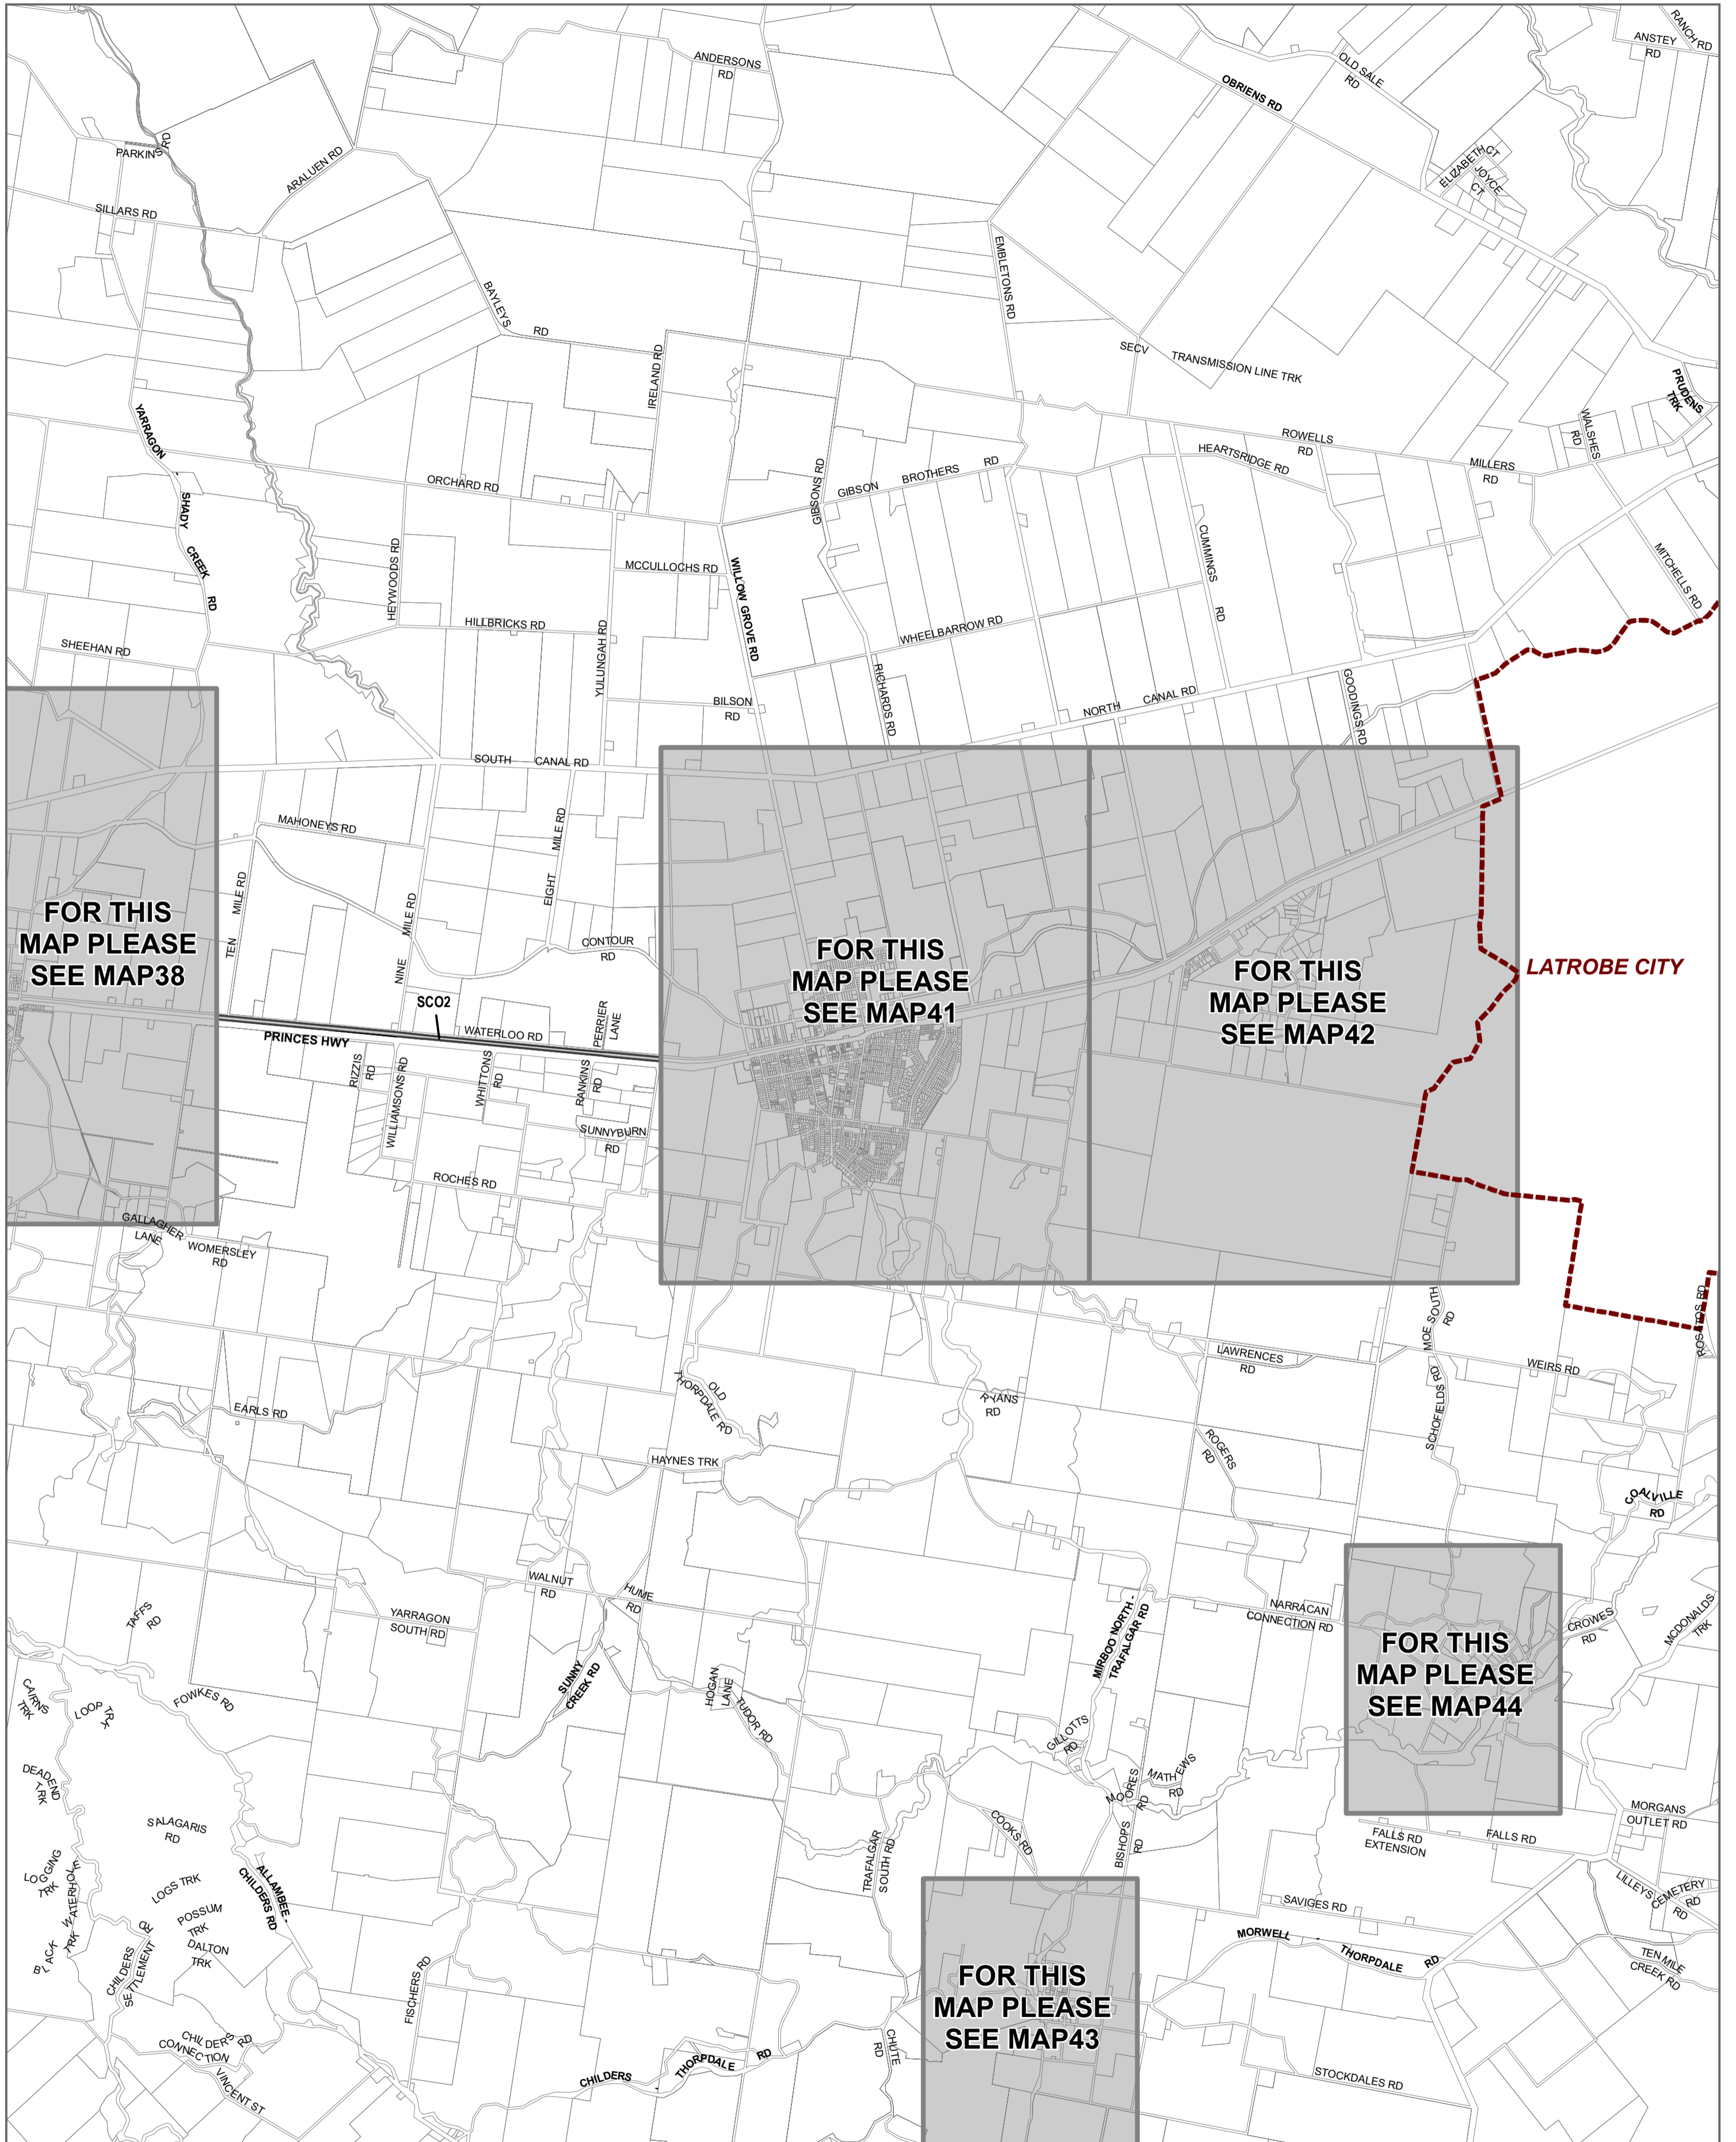 RANCH RD
ANSTEY
RD
ANDERSONS
RD
OLD SALE
RD
OBRIENS RD
PARKINS
RD
ARALUEN RD
ELIZABETH CT
JOYCE
CT
SILLARS RD
EMBLETONS RD
BAYLEYS
RD
IRELAND RD
SECV
TRANSMISSION LINE TRK
PRUDENS
TRK
YARRAGON -
SHADY
CREEK
RD
WALSHES
RD
ROWELLS
RD
HEARTSRIDGE RD
MILLERS
RD
ORCHARD RD
GIBSONS RD
GIBSON
BROTHERS
RD
HEYWOODS RD
MCCULLOCHS RD
WILLOW GROVE RD
CUMMINGS
RD
MITCHELLS RD
HILLBRICKS RD
WHEELBARROW RD
SHEEHAN RD
YULUNGAH RD
RICHARDS RD
GOODINGS RD
BILSON
RD
NORTH
CANAL RD
SOUTH
CANAL RD
MAHONEYS RD
EIGHT
MILE RD
TEN
MILE RD
NINE
MILE RD
CONTOUR
RD
FOR THIS
MAP PLEASE
SEE MAP38
FOR THIS
MAP PLEASE
SEE MAP41
FOR THIS
MAP PLEASE
SEE MAP42
LATROBE CITY
SCO2
PRINCES HWY
WATERLOO RD
PERRIER
LANE
RIZZIS
RD
WILLIAMSONS RD
WHITTONS
RD
RANKINS
RD
SUNNYBURN
RD
ROCHES RD
GALLAGHER
LANE
WOMERSLEY
RD
MOE SOUTH
RD
ROSATOS RD
LAWRENCES
RD
WEIRS RD
OLD
THORPDALE RD
RYANS
RD
SCHOFIELDS RD
EARLS RD
ROGERS
RD
HAYNES TRK
COALVILLE
RD
WALNUT
RD
HUME
RD
TAFFS
RD
YARRAGON
SOUTH RD
MIRBOO NORTH -
TRAFALGAR RD
NARRACAN
CONNECTION RD
CROWES
RD
MCDONALDS
TRK
FOR THIS
MAP PLEASE
SEE MAP44
SUNNY
CREEK RD
HOGAN
LANE
TUDOR RD
CAIRNS
TRK
LOOP TRK
FOWKES RD
GILLOTTS
RD
MATHEWS
RD
MOORES
RD
DEADEND
TRK
SALAGARIS
RD
COOKS RD
BISHOPS
RD
TRAFALGAR
SOUTH RD
MORGANS
OUTLET RD
FALLS RD
EXTENSION
FALLS RD
LOGGING
TRK
WATERHOLE
TRK
LOGS TRK
ALLAMBEE -
CHILDERS RD
LILLEYS
RD
CEMETERY
RD
POSSUM
TRK
DALTON
TRK
SAVIGES RD
MORWELL
-
THORPDALE
RD
TEN MILE
CREEK RD
BLACK
CHILDERS
SETTLEMENT
RD
FISCHERS RD
FOR THIS
MAP PLEASE
SEE MAP43
CHILDERS
CONNECTION
RD
VINCENT ST
CHILDERS
-
THORPDALE
RD
CHUTE
RD
STOCKDALES RD